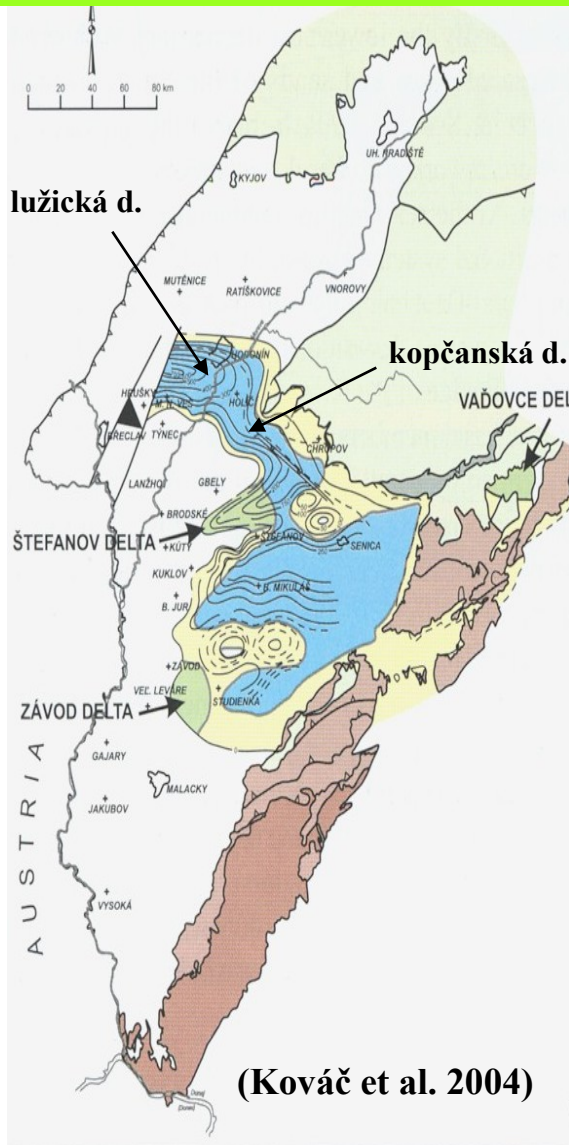 0 20 40 60 80 km
UH. HRADIŠTĚ
KYJOV
lužická d.
MUTĚNICE
RATÍŠKOVICE
VNOROVY
HODONÍN
kopčanská d.
HRUŠKY
M. N. VES
HOLÍČ
VAĎOVCE DEL
BŘECLAV
TÝNEC
CHROPOV
LANŽHOT
GBELY
BRODSKÉ
ŠTEFANOV DELTA
ŠTEFANOV
SENICA
KÚTY
KUKLOV
B. MIKULÁŠ
B. JUR
ZÁVOD
VEĽ. LEVÁRE
STUDIENKA
ZÁVOD DELTA
GAJARY
MALACKY
JAKUBOV
AUSTRIA
VYSOKÁ
(Kováč et al. 2004)